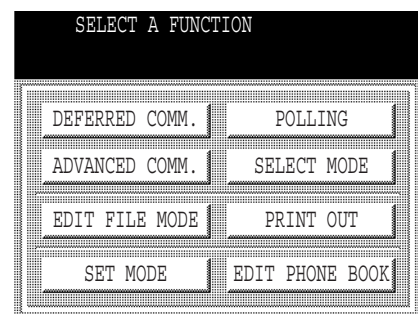 SELECT A FUNCTION
DEFERRED COMM. POLLING
ADVANCED COMM. SELECT MODE
EDIT FILE MODE PRINT OUT
SET MODE EDIT PHONE BOOK